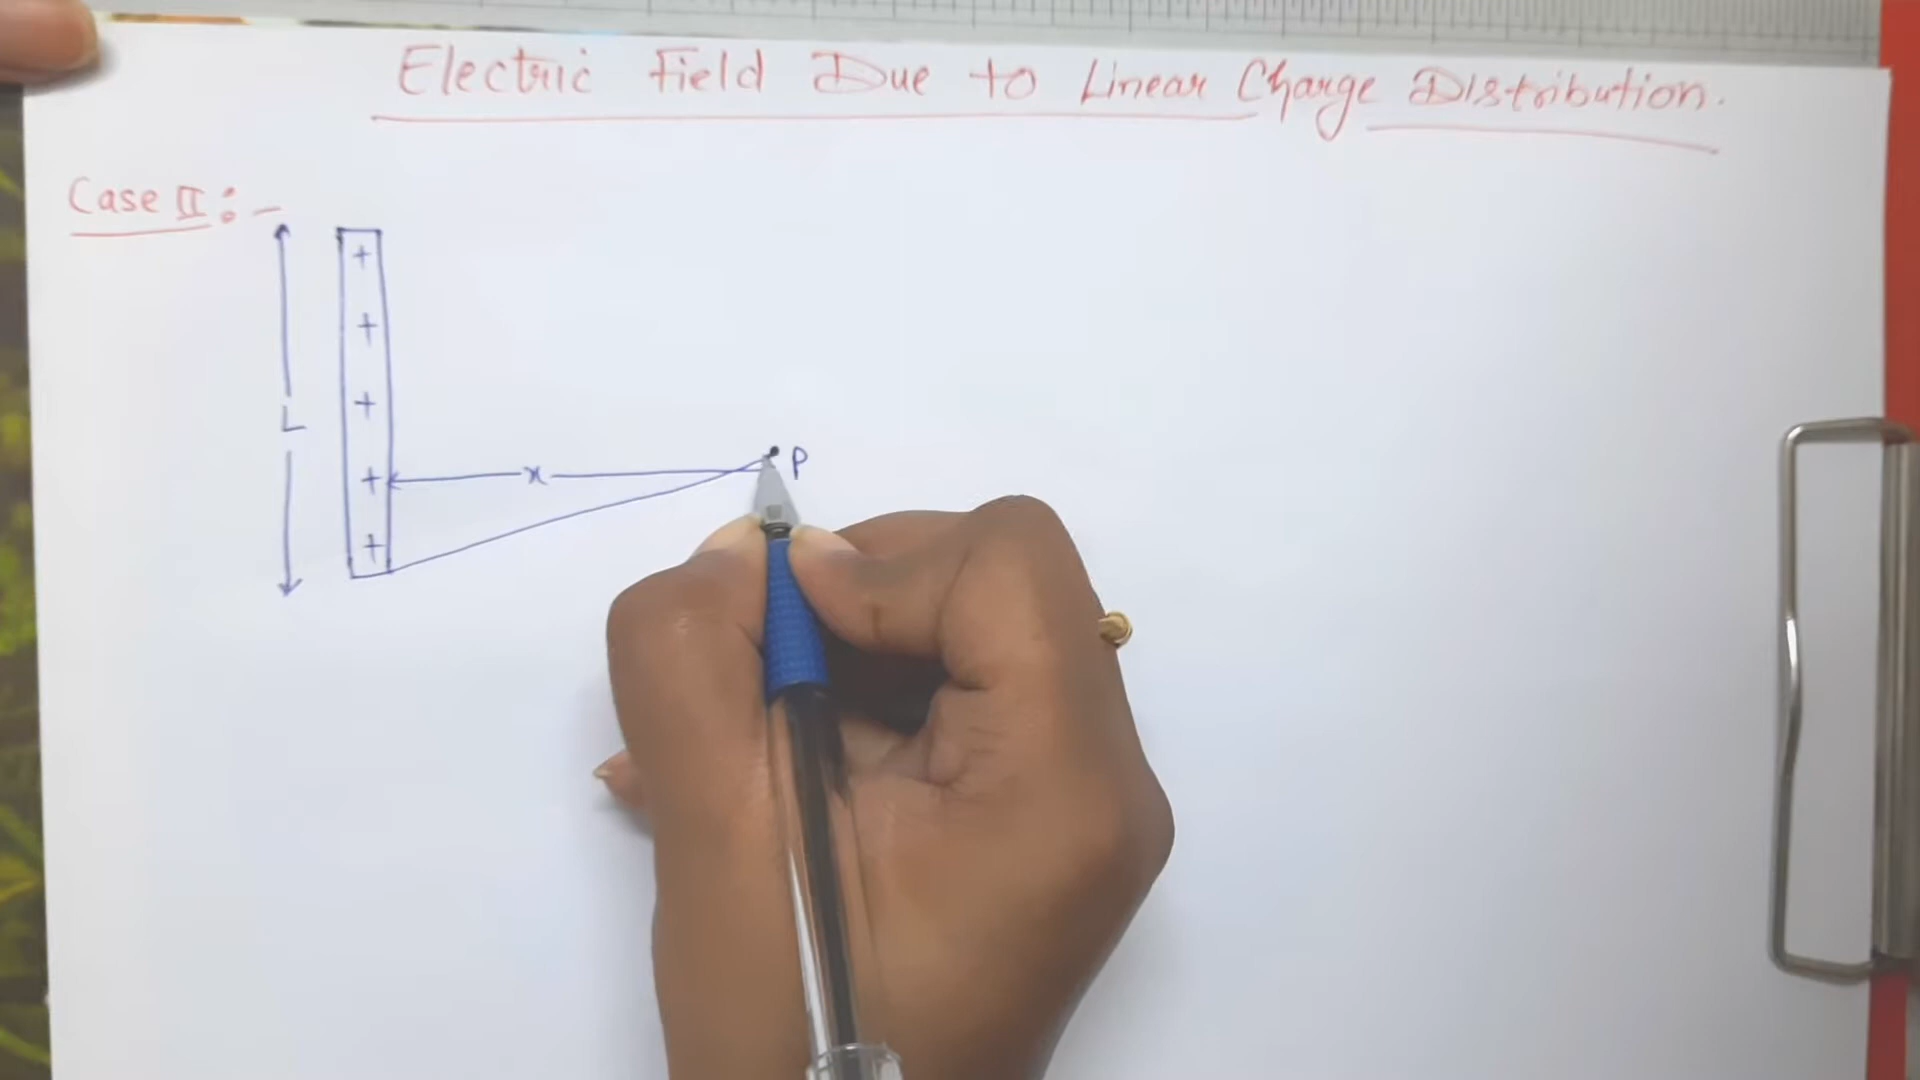 Electric Field Due to Linear Charge Distribution.
Case II :-
+
+
+
L
+
x
P
+